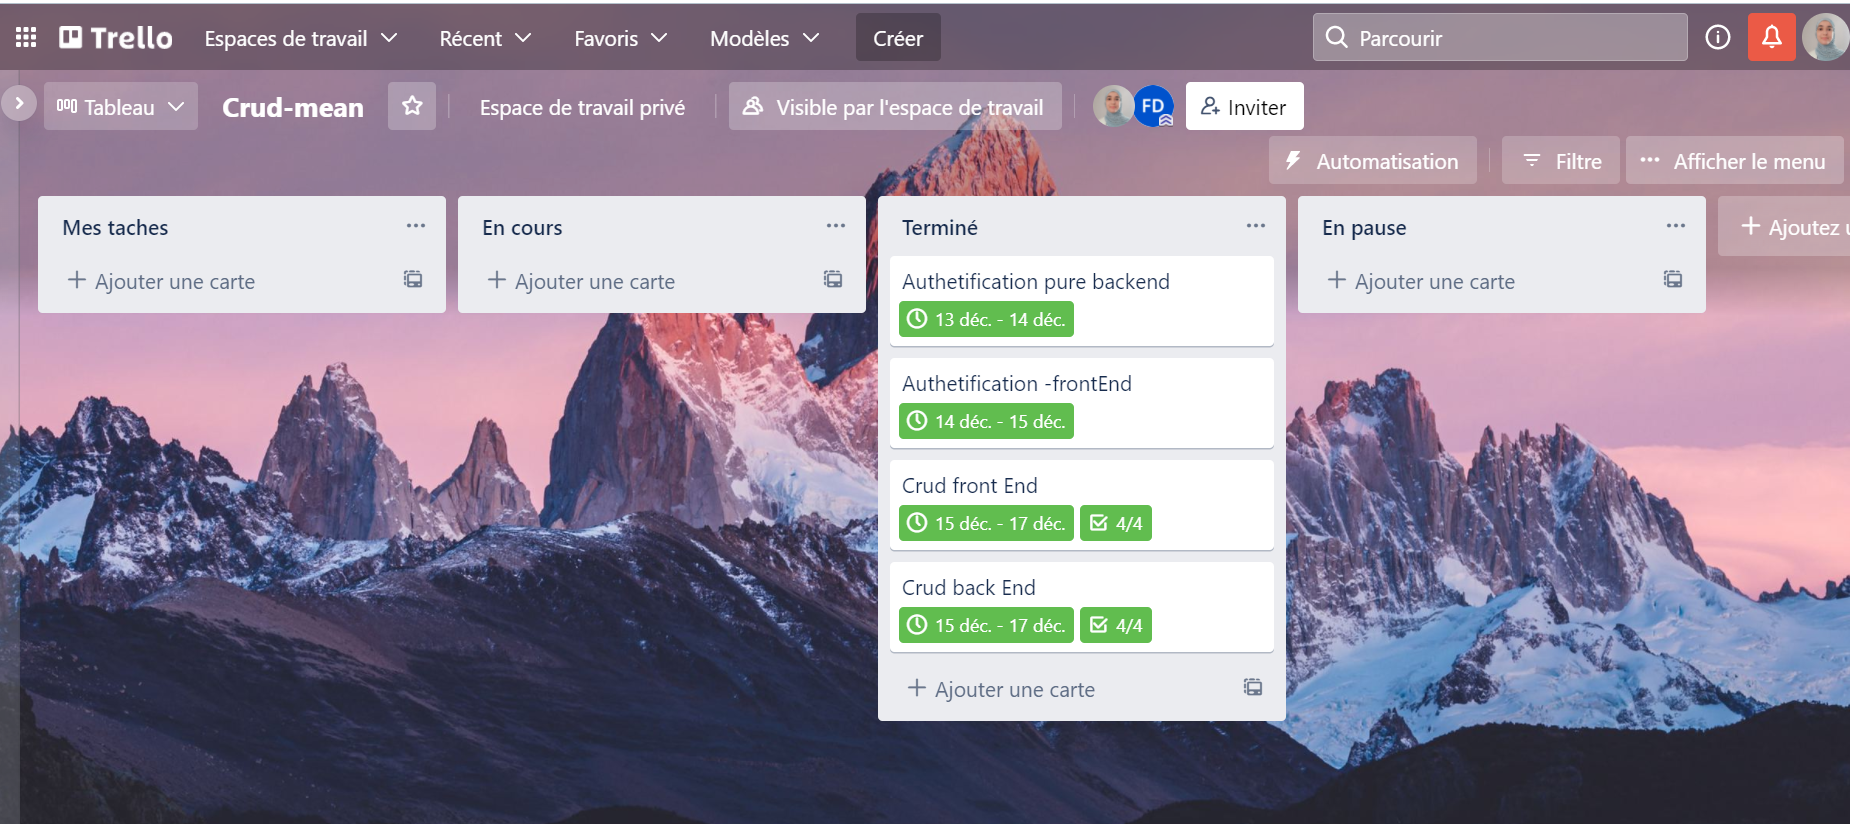 Trello Espaces de travail Récent Favoris Modèles Créer Parcourir
Tableau Crud-mean Espace de travail privé Visible par l'espace de travail FD Inviter
Automatisation Filtre Afficher le menu
Mes taches
Ajouter une carte
En cours
Ajouter une carte
Terminé
Authetification pure backend
13 déc. - 14 déc.
Authetification -frontEnd
14 déc. - 15 déc.
Crud front End
15 déc. - 17 déc. 4/4
Crud back End
15 déc. - 17 déc. 4/4
Ajouter une carte
En pause
Ajouter une carte
Ajoutez